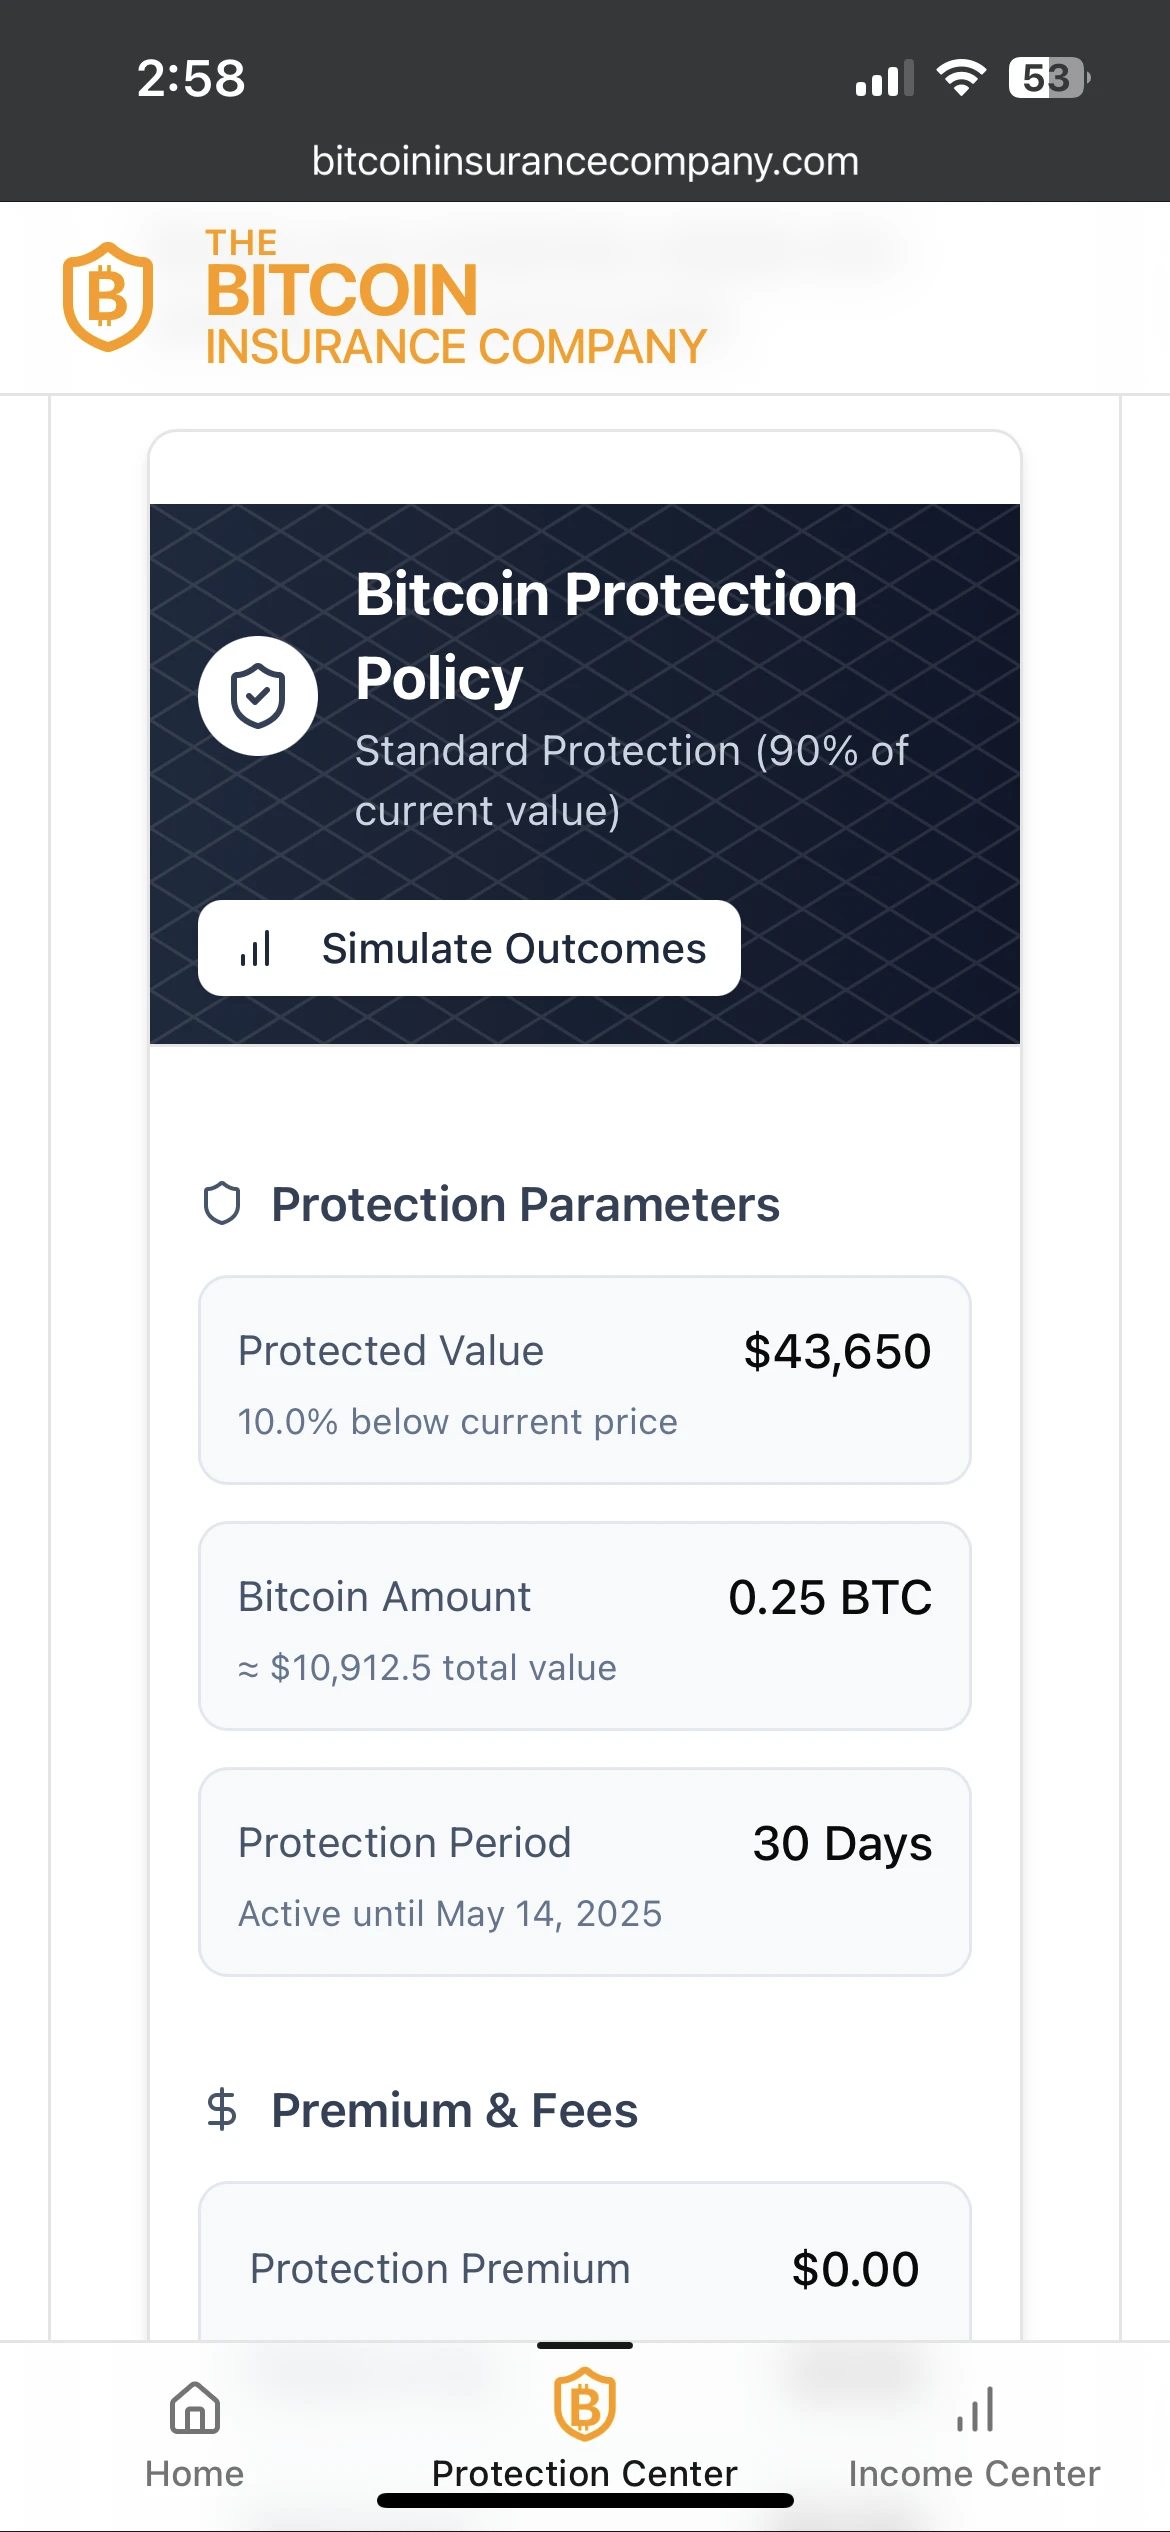 2:58
53
bitcoininsurancecompany.com
THE
BITCOIN
INSURANCE COMPANY
Bitcoin Protection
Policy
Standard Protection (90% of
current value)
Simulate Outcomes
Protection Parameters
Protected Value $43,650
10.0% below current price
Bitcoin Amount 0.25 BTC
≈ $10,912.5 total value
Protection Period 30 Days
Active until May 14, 2025
Premium & Fees
Protection Premium $0.00
Home Protection Center Income Center